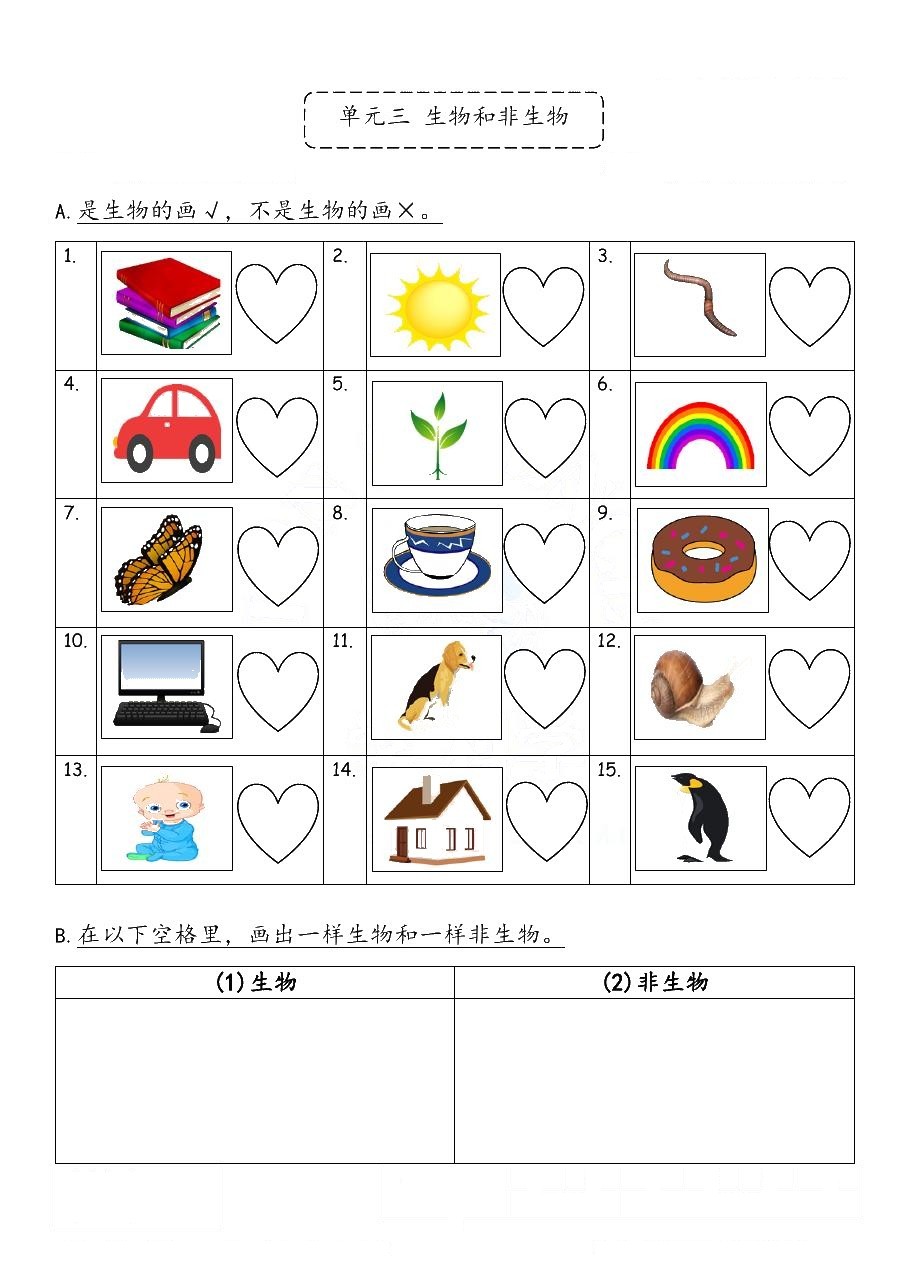 单元三 生物和非生物
A. 是生物的画√，不是生物的画×。
1. 2. 3.
4. 5. 6.
7. 8. 9.
10. 11. 12.
13. 14. 15.
B. 在以下空格里，画出一样生物和一样非生物。
(1)生物 (2)非生物